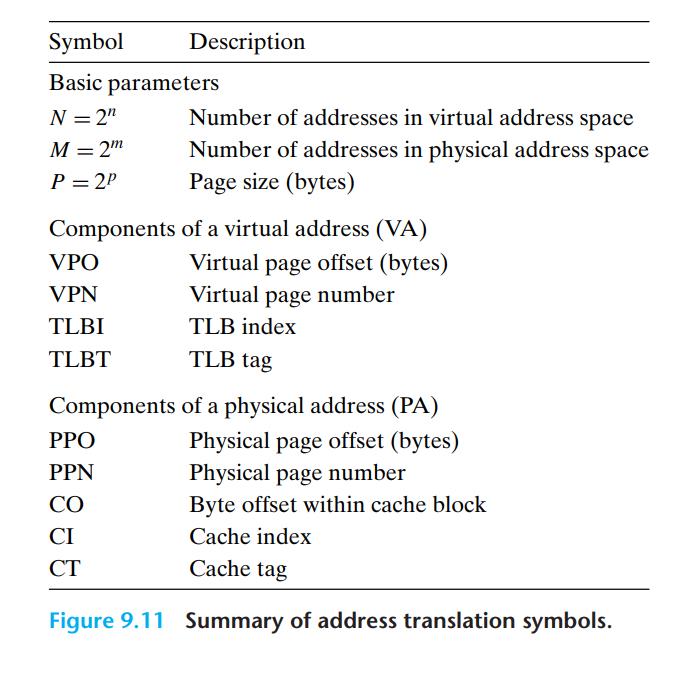 Symbol Description
Basic parameters
N = 2ⁿ Number of addresses in virtual address space
M = 2ᵐ Number of addresses in physical address space
P = 2ᵖ Page size (bytes)
Components of a virtual address (VA)
VPO Virtual page offset (bytes)
VPN Virtual page number
TLBI TLB index
TLBT TLB tag
Components of a physical address (PA)
PPO Physical page offset (bytes)
PPN Physical page number
CO Byte offset within cache block
CI Cache index
CT Cache tag
Figure 9.11 Summary of address translation symbols.